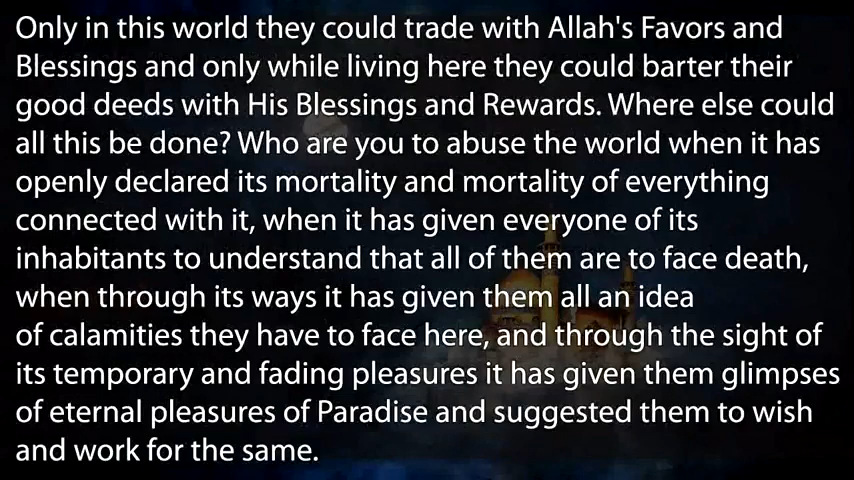 Only in this world they could trade with Allah's Favors and
Blessings and only while living here they could barter their
good deeds with His Blessings and Rewards. Where else could
all this be done? Who are you to abuse the world when it has
openly declared its mortality and mortality of everything
connected with it, when it has given everyone of its
inhabitants to understand that all of them are to face death,
when through its ways it has given them all an idea
of calamities they have to face here, and through the sight of
its temporary and fading pleasures it has given them glimpses
of eternal pleasures of Paradise and suggested them to wish
and work for the same.